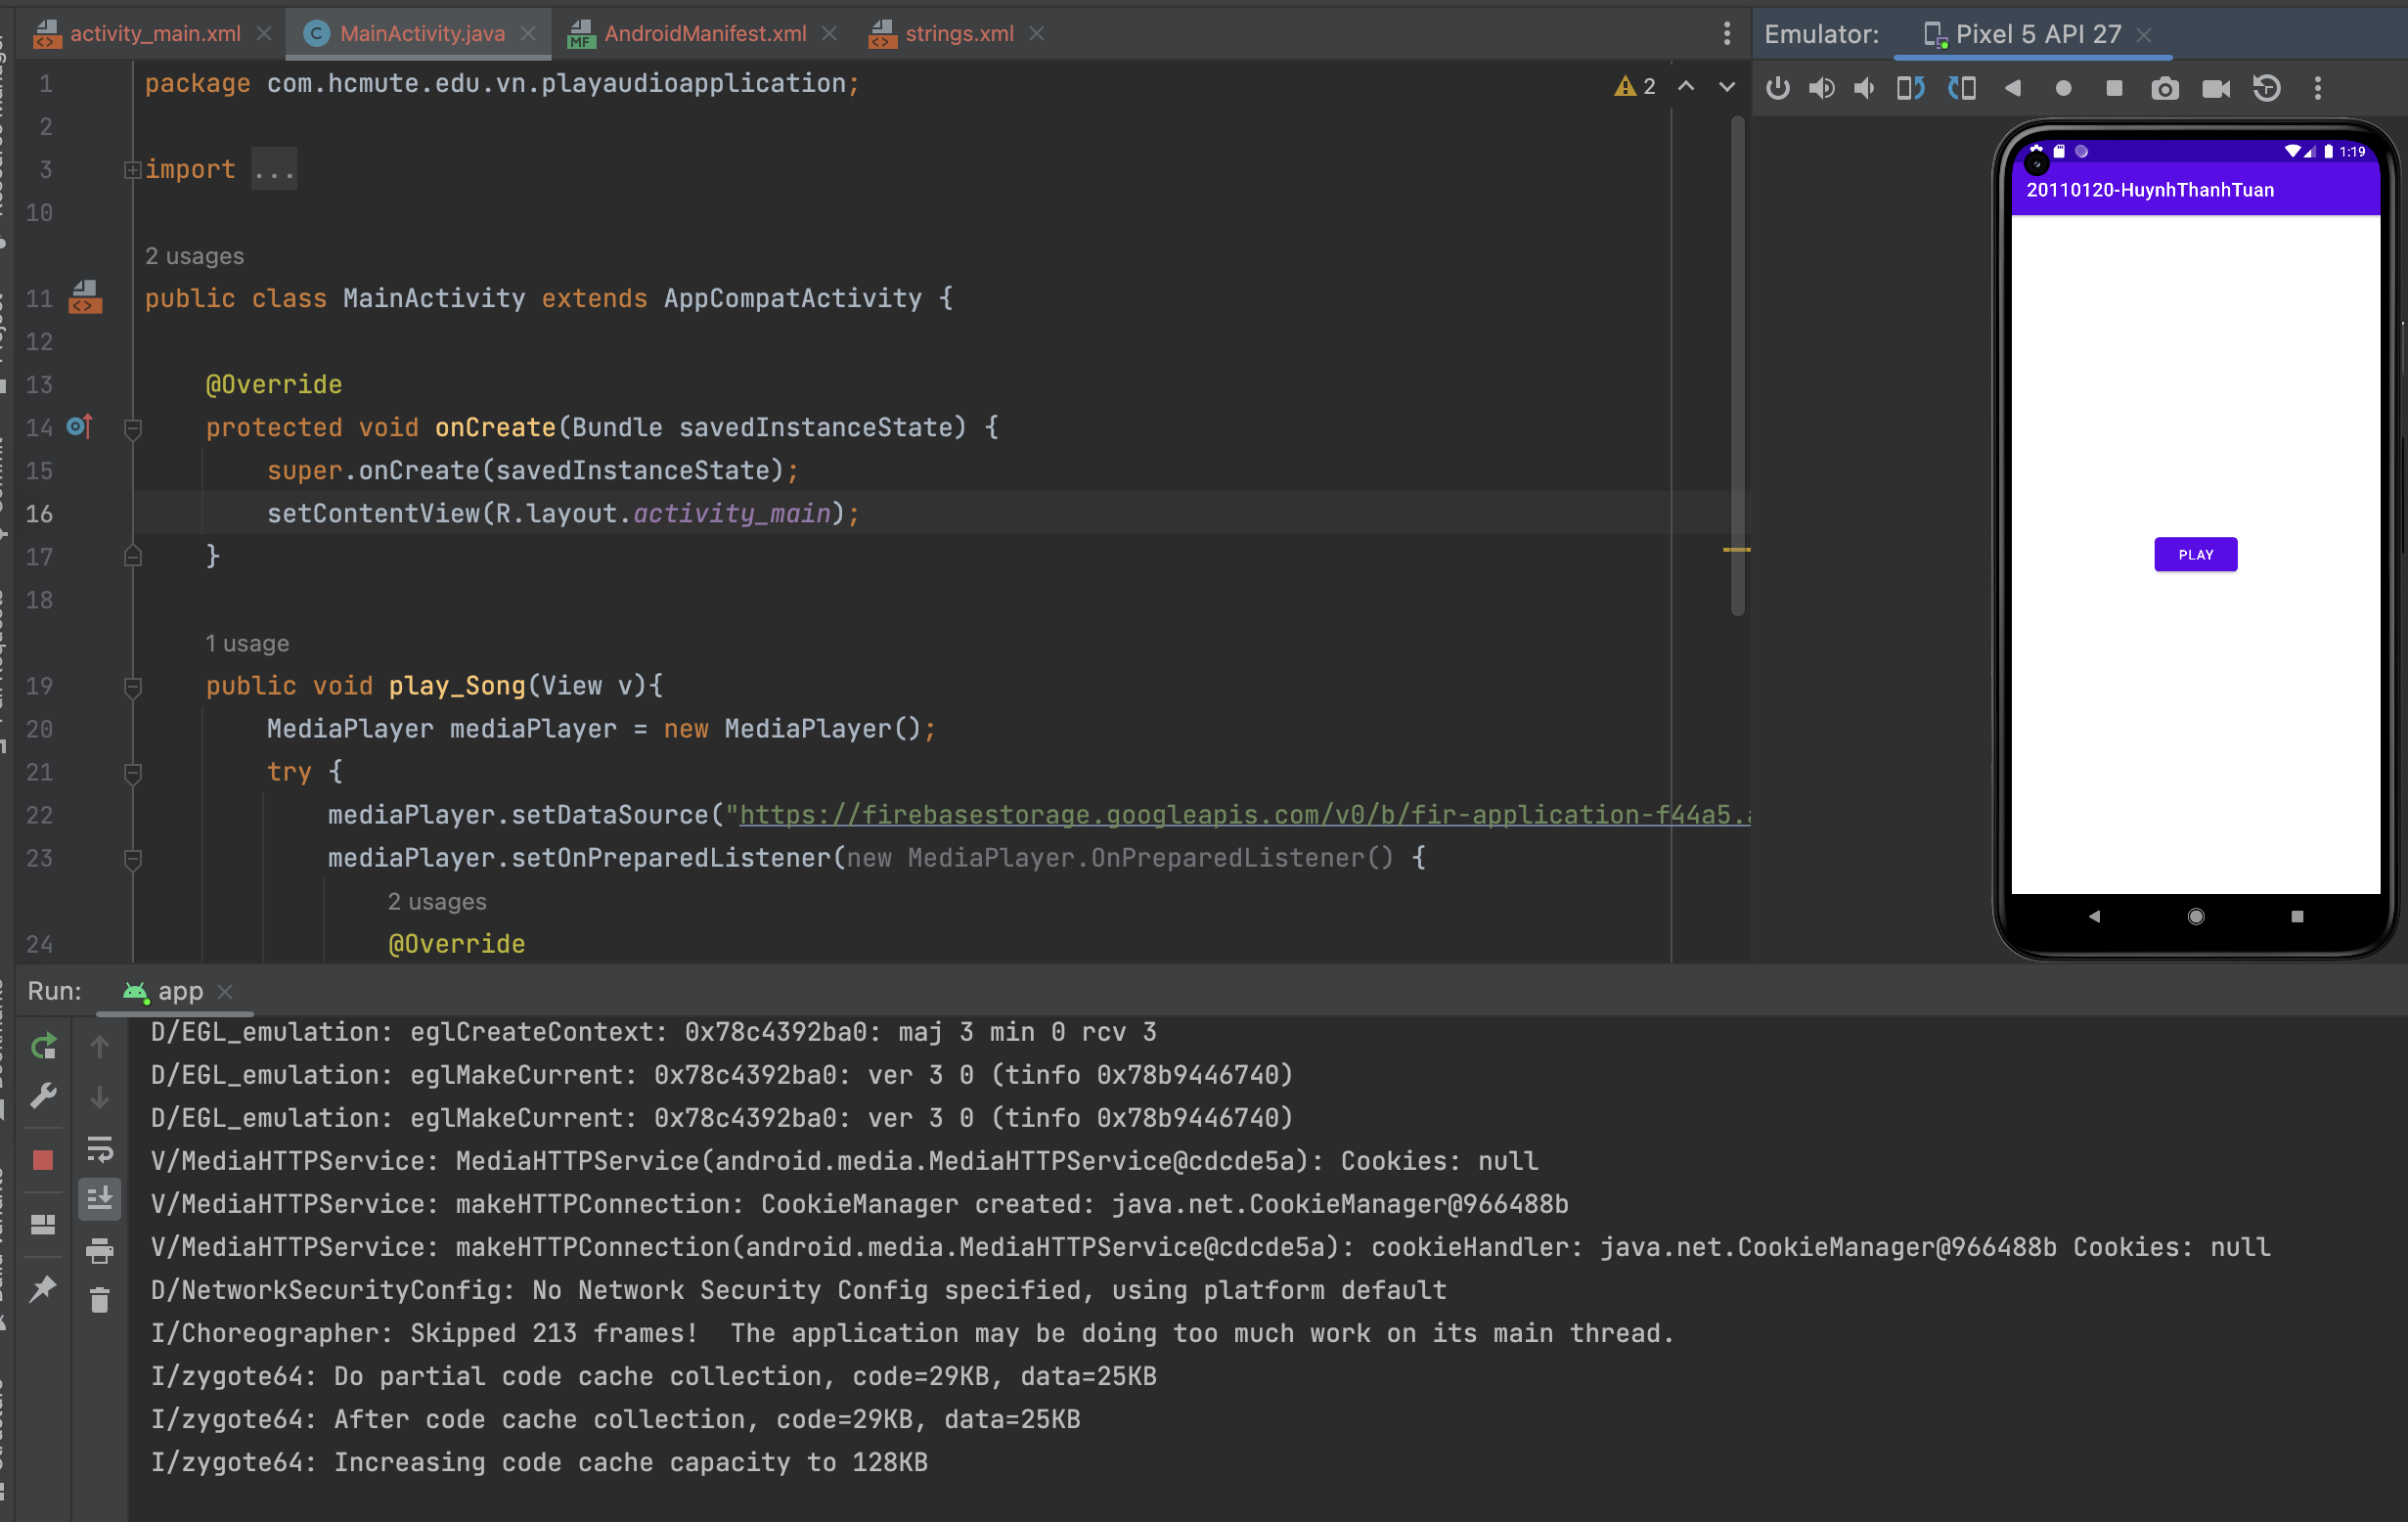 activity_main.xml
MainActivity.java
AndroidManifest.xml
strings.xml
Emulator:
Pixel 5 API 27
1 package com.hcmute.edu.vn.playaudioapplication;
2
2
3 import ...
10
2 usages
11 public class MainActivity extends AppCompatActivity {
12
13 @Override
14 protected void onCreate(Bundle savedInstanceState) {
15 super.onCreate(savedInstanceState);
16 setContentView(R.layout.activity_main);
17 }
18
1 usage
19 public void play_Song(View v){
20 MediaPlayer mediaPlayer = new MediaPlayer();
21 try {
22 mediaPlayer.setDataSource("https://firebasestorage.googleapis.com/v0/b/fir-application-f44a5.a
23 mediaPlayer.setOnPreparedListener(new MediaPlayer.OnPreparedListener() {
2 usages
24 @Override
1:19
20110120-HuynhThanhTuan
PLAY
Run:
app
D/EGL_emulation: eglCreateContext: 0x78c4392ba0: maj 3 min 0 rcv 3
D/EGL_emulation: eglMakeCurrent: 0x78c4392ba0: ver 3 0 (tinfo 0x78b9446740)
D/EGL_emulation: eglMakeCurrent: 0x78c4392ba0: ver 3 0 (tinfo 0x78b9446740)
V/MediaHTTPService: MediaHTTPService(android.media.MediaHTTPService@cdcde5a): Cookies: null
V/MediaHTTPService: makeHTTPConnection: CookieManager created: java.net.CookieManager@966488b
V/MediaHTTPService: makeHTTPConnection(android.media.MediaHTTPService@cdcde5a): cookieHandler: java.net.CookieManager@966488b Cookies: null
D/NetworkSecurityConfig: No Network Security Config specified, using platform default
I/Choreographer: Skipped 213 frames!  The application may be doing too much work on its main thread.
I/zygote64: Do partial code cache collection, code=29KB, data=25KB
I/zygote64: After code cache collection, code=29KB, data=25KB
I/zygote64: Increasing code cache capacity to 128KB